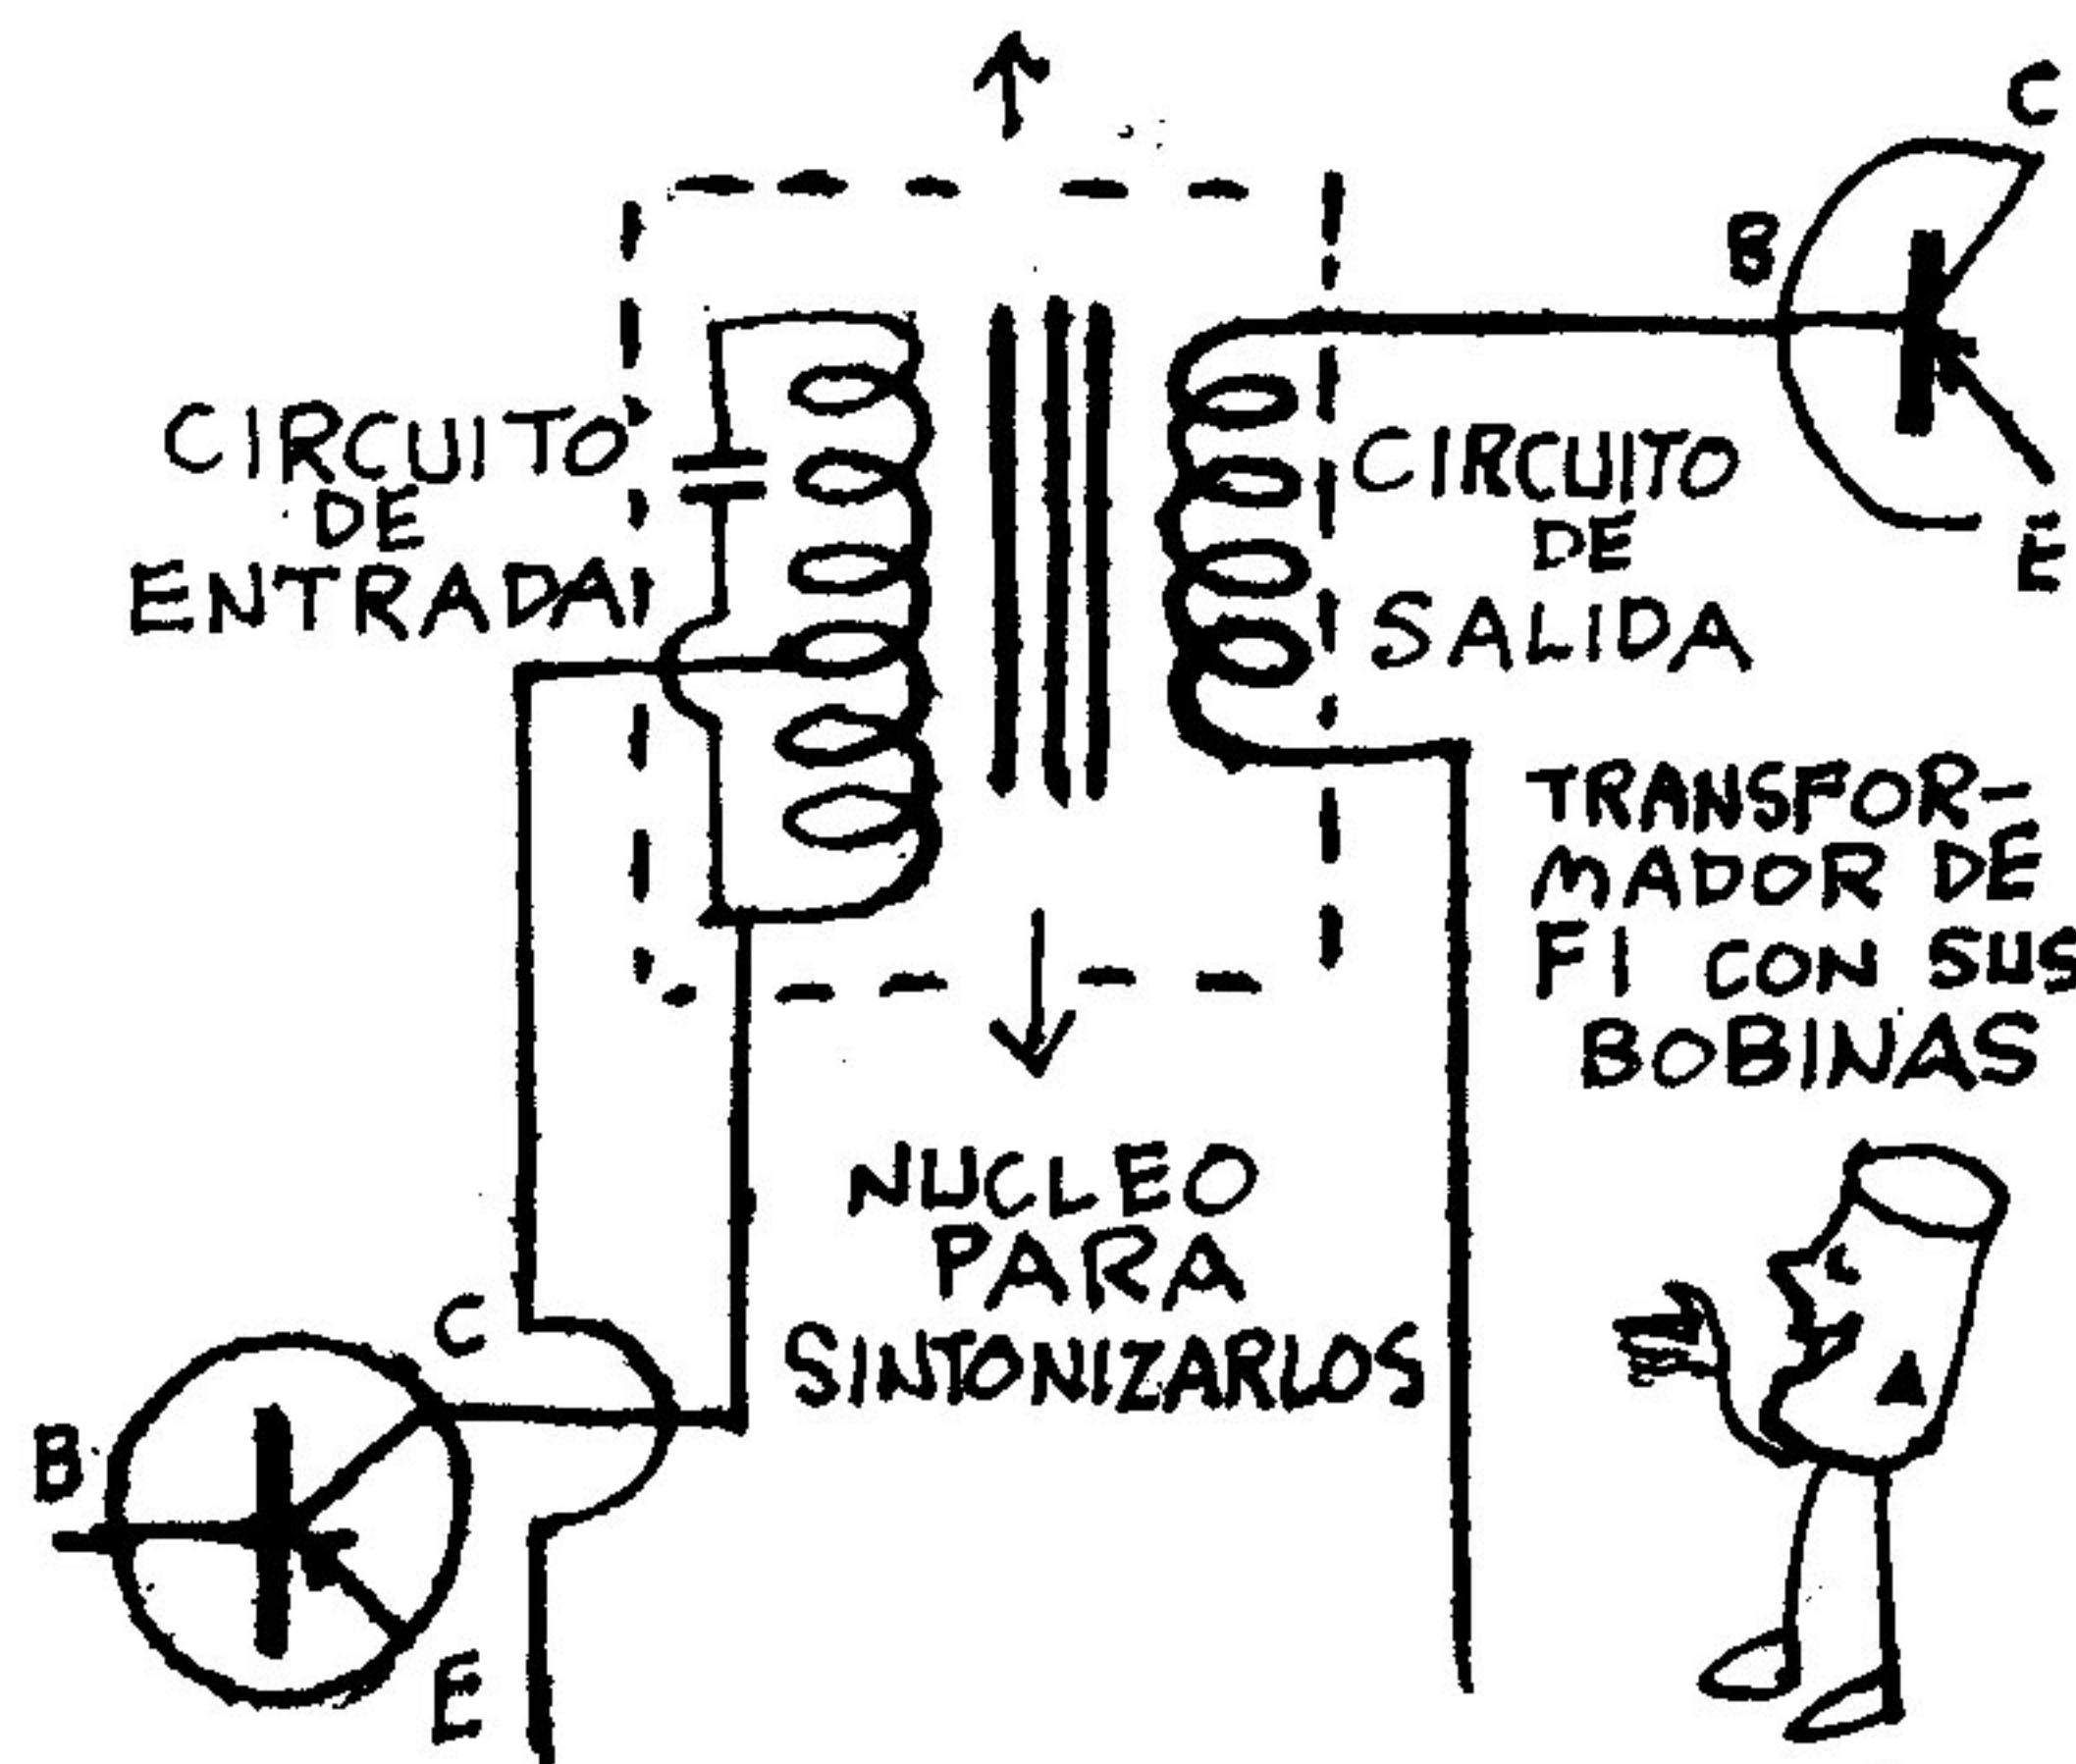 C
B
E
CIRCUITO
DE
ENTRADA
CIRCUITO
DE
SALIDA
TRANSFOR-
MADOR DE
FI CON SUS
BOBINAS
NUCLEO
PARA
SINTONIZARLOS
C
B
E